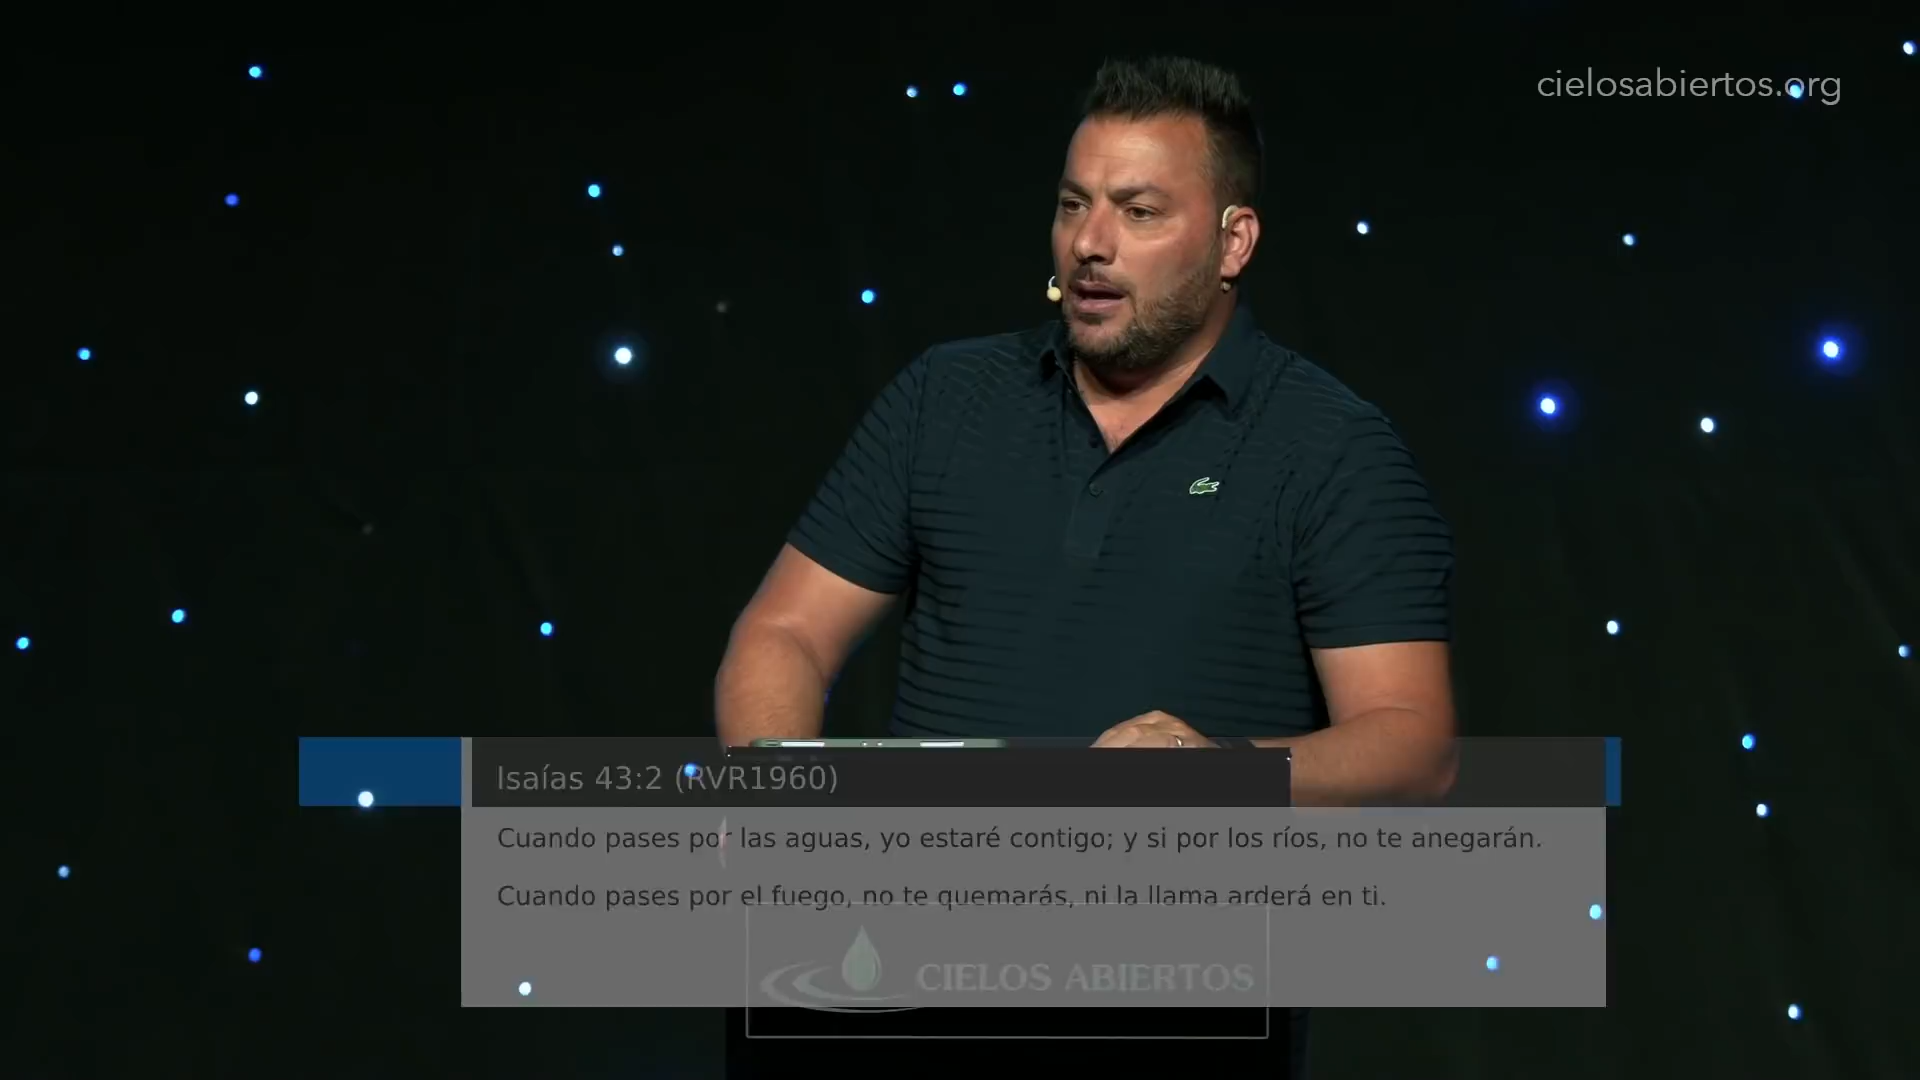 cielosabiertos.org
Isaías 43:2 (RVR1960)
Cuando pases por las aguas, yo estaré contigo; y si por los ríos, no te anegarán.
Cuando pases por el fuego, no te quemarás, ni la llama arderá en ti.
CIELOS ABIERTOS